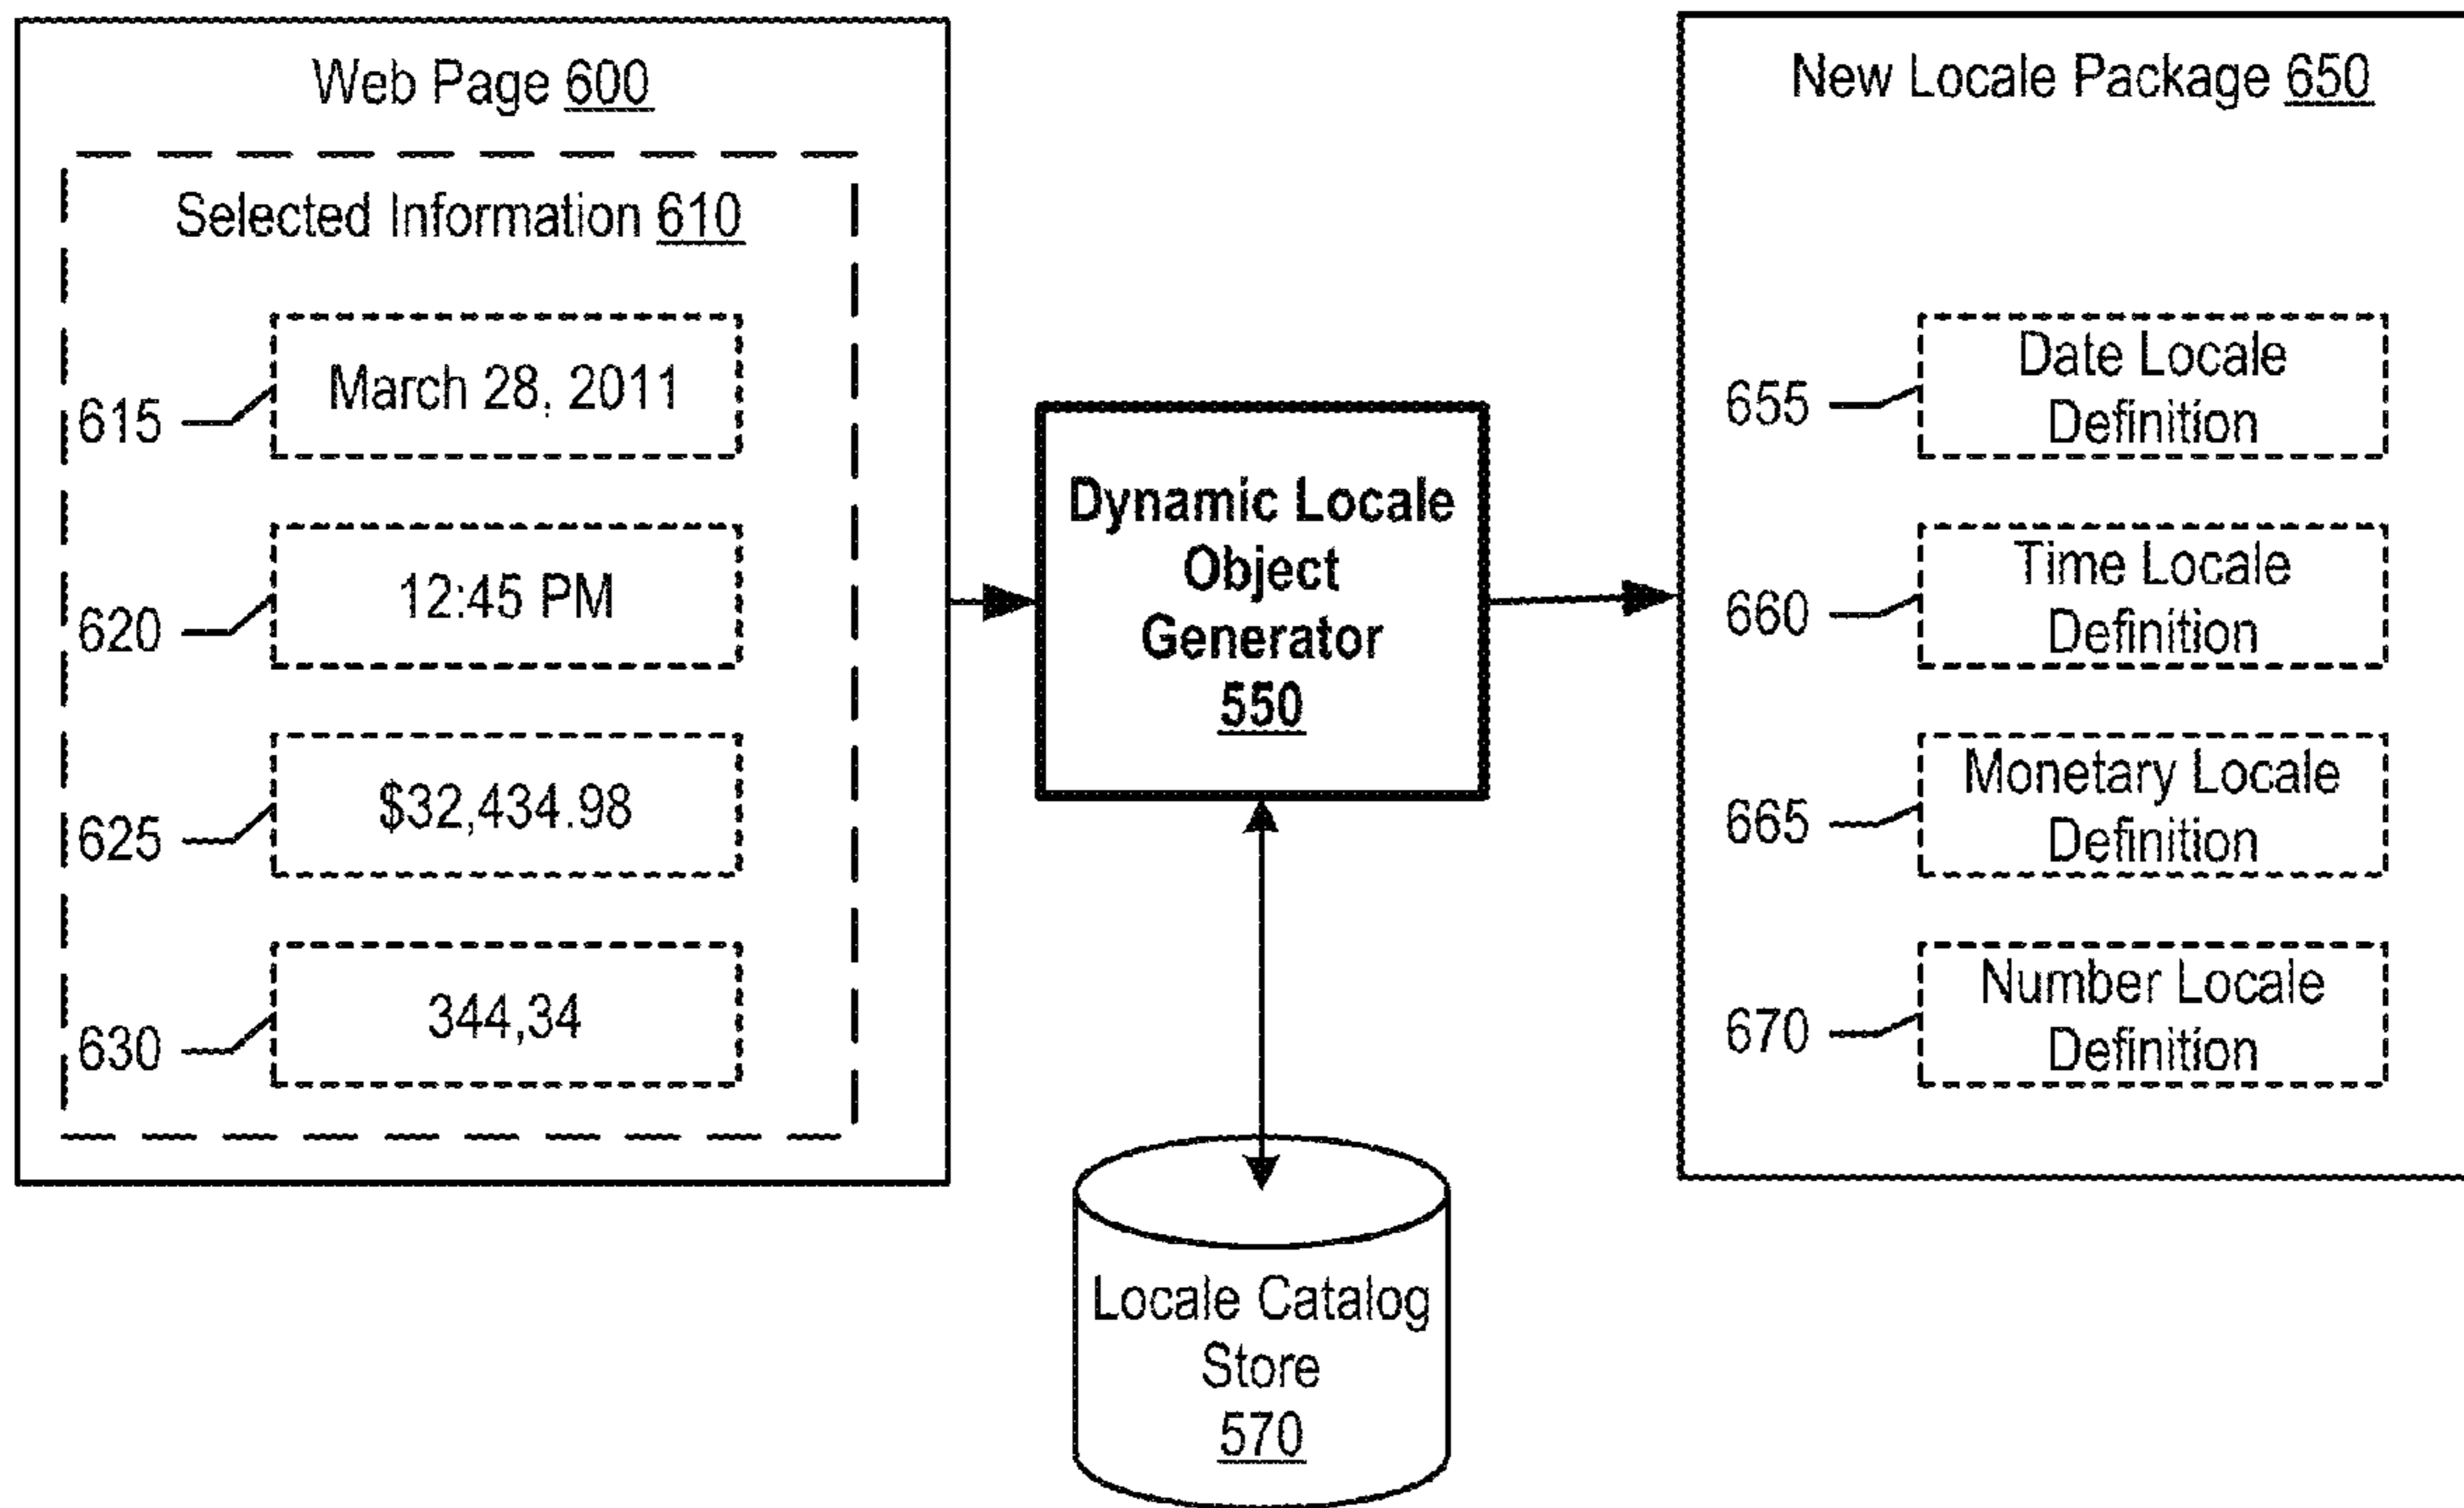 Web Page 600
Selected Information 610
615
March 28, 2011
620
12:45 PM
625
$32,434.98
630
344,34
Dynamic Locale
Object
Generator
550
Locale Catalog
Store
570
New Locale Package 650
655
Date Locale
Definition
660
Time Locale
Definition
665
Monetary Locale
Definition
670
Number Locale
Definition